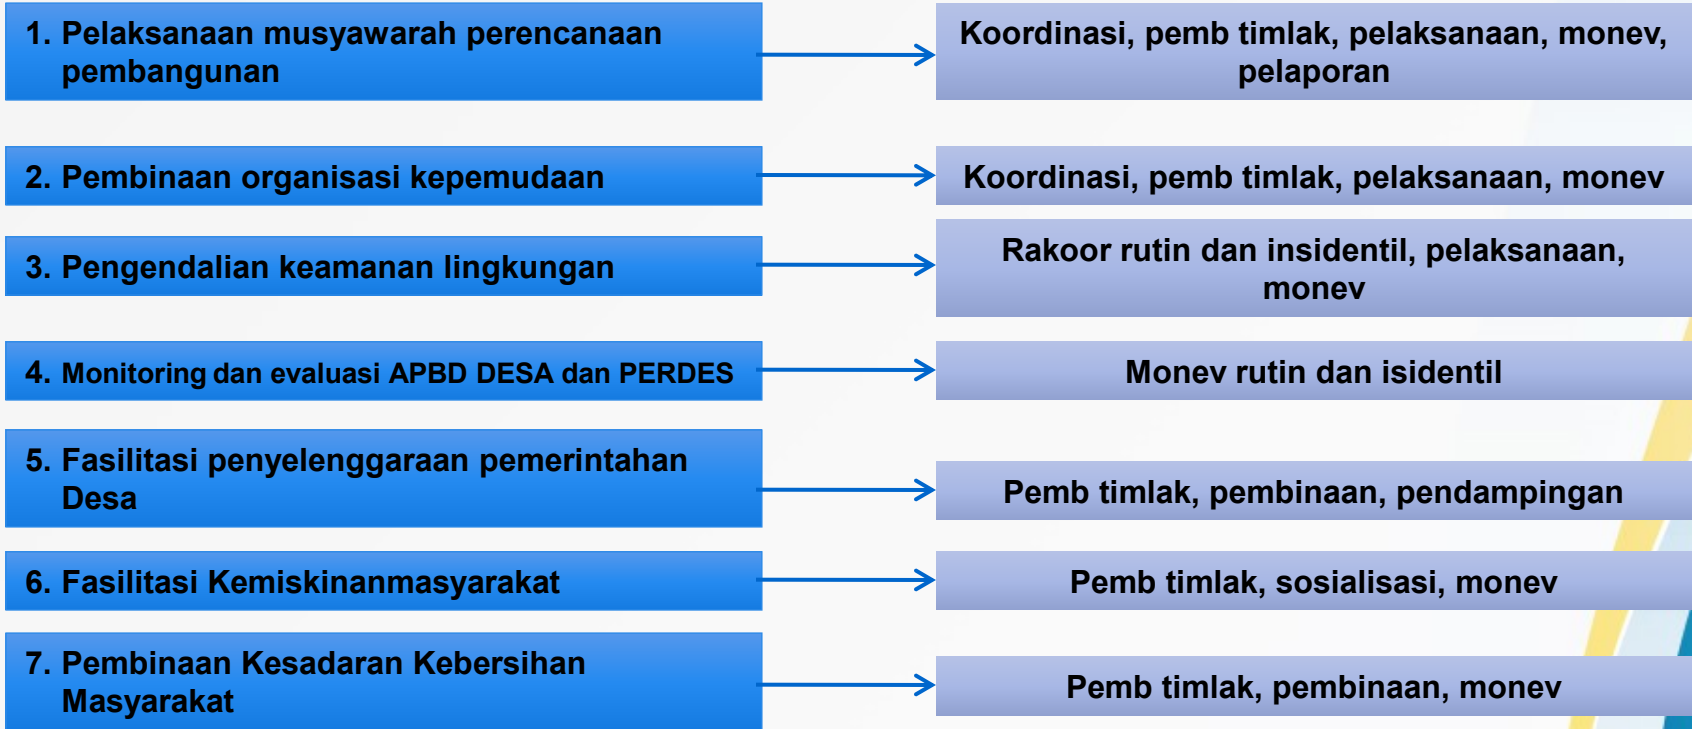 1. Pelaksanaan musyawarah perencanaan
pembangunan
Koordinasi, pemb timlak, pelaksanaan, monev,
pelaporan
2. Pembinaan organisasi kepemudaan
Koordinasi, pemb timlak, pelaksanaan, monev
3. Pengendalian keamanan lingkungan
Rakoor rutin dan insidentil, pelaksanaan,
monev
4. Monitoring dan evaluasi APBD DESA dan PERDES
Monev rutin dan isidentil
5. Fasilitasi penyelenggaraan pemerintahan
Desa
Pemb timlak, pembinaan, pendampingan
6. Fasilitasi Kemiskinanmasyarakat
Pemb timlak, sosialisasi, monev
7. Pembinaan Kesadaran Kebersihan
Masyarakat
Pemb timlak, pembinaan, monev